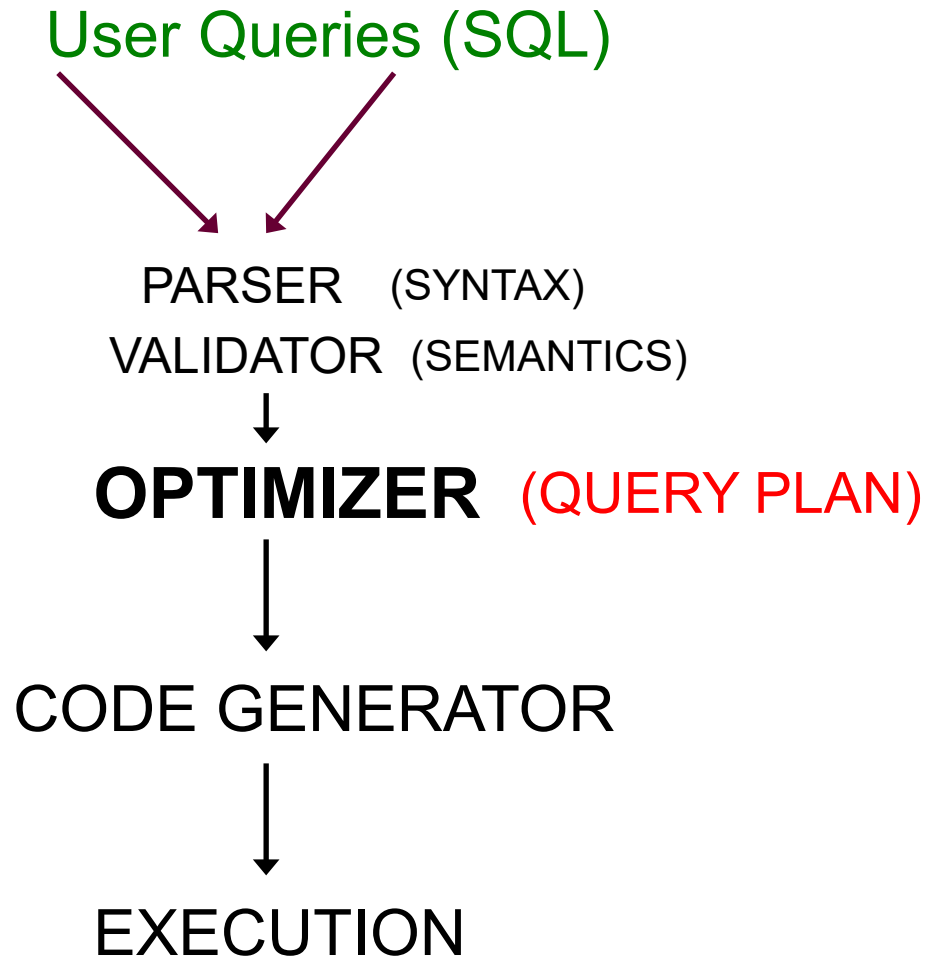 User Queries (SQL)
PARSER (SYNTAX)
VALIDATOR (SEMANTICS)
OPTIMIZER (QUERY PLAN)
CODE GENERATOR
EXECUTION